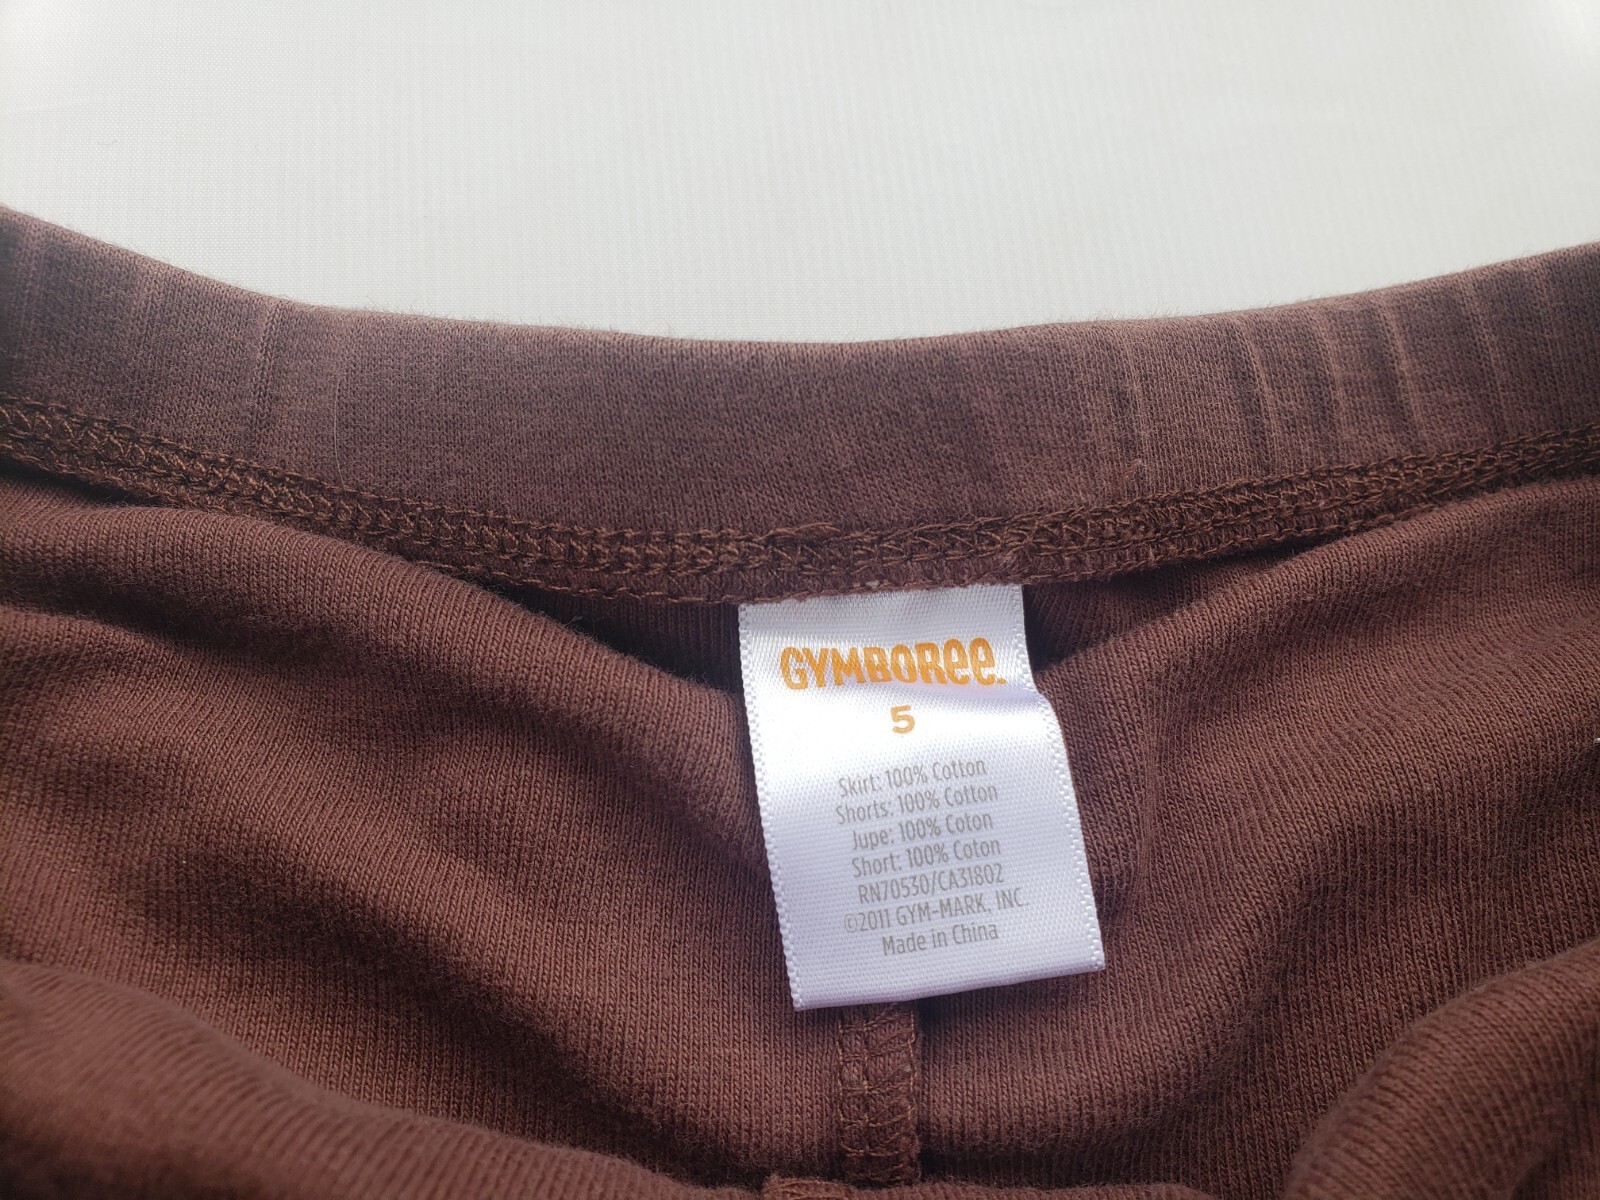 GYMBOREE.
5
Skirt: 100% Cotton
Shorts: 100% Cotton
Jupe: 100% Coton
Short: 100% Coton
RN70530/CA31802
©2011 GYM-MARK, INC.
Made in China